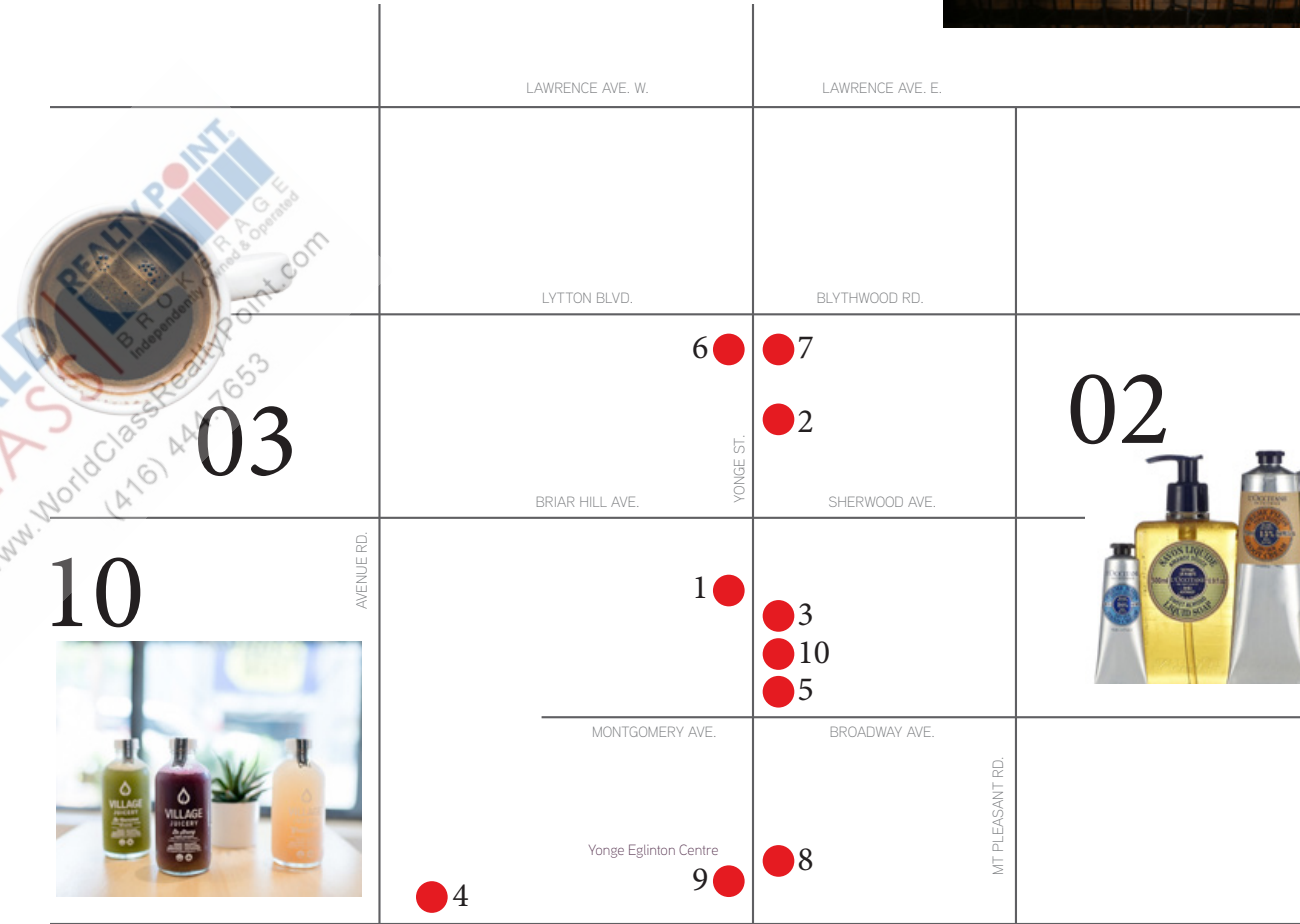 LAWRENCE AVE. W.
LAWRENCE AVE. E.
REALTY POINT
BROKERAGE
Independently Owned & Operated
www.WorldClassRealtyPoint.com
(416) 444.7653
LYTTON BLVD.
BLYTHWOOD RD.
6
7
2
03
02
YONGE ST.
BRIAR HILL AVE.
SHERWOOD AVE.
L'OCCITANE
SAVON LIQUIDE
LIQUID SOAP
AVENUE RD.
10
1
3
10
5
MONTGOMERY AVE.
BROADWAY AVE.
VILLAGE
JUICERY
VILLAGE
JUICERY
MT PLEASANT RD.
Yonge Eglinton Centre
8
9
4